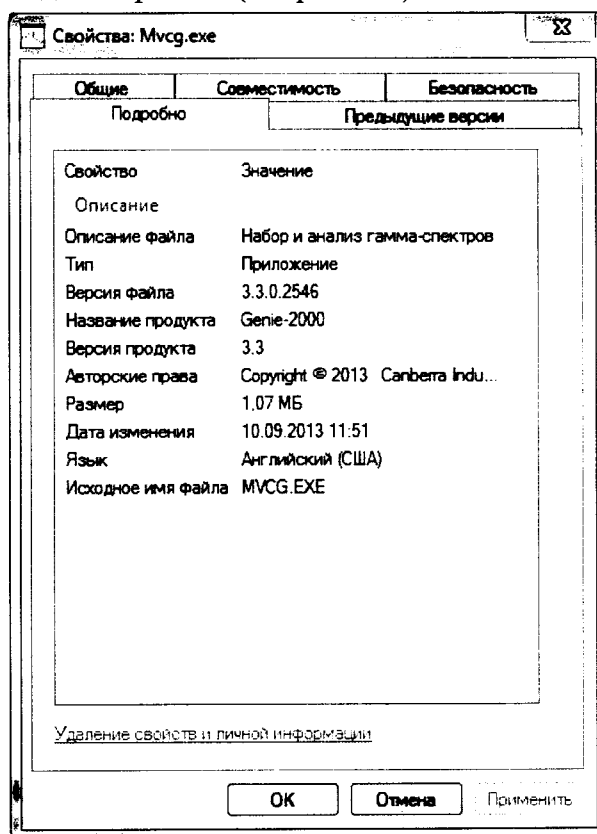 Свойства: Mvcg.exe
Общие Совместимость Безопасность
Подробно Предыдущие версии
Свойство Значение
Описание
Описание файла Набор и анализ гамма-спектров
Тип Приложение
Версия файла 3.3.0.2546
Название продукта Genie-2000
Версия продукта 3.3
Авторские права Copyright © 2013 Canberra Indu...
Размер 1,07 МБ
Дата изменения 10.09.2013 11:51
Язык Английский (США)
Исходное имя файла MVCG.EXE
Удаление свойств и личной информации
ОК Отмена Применить